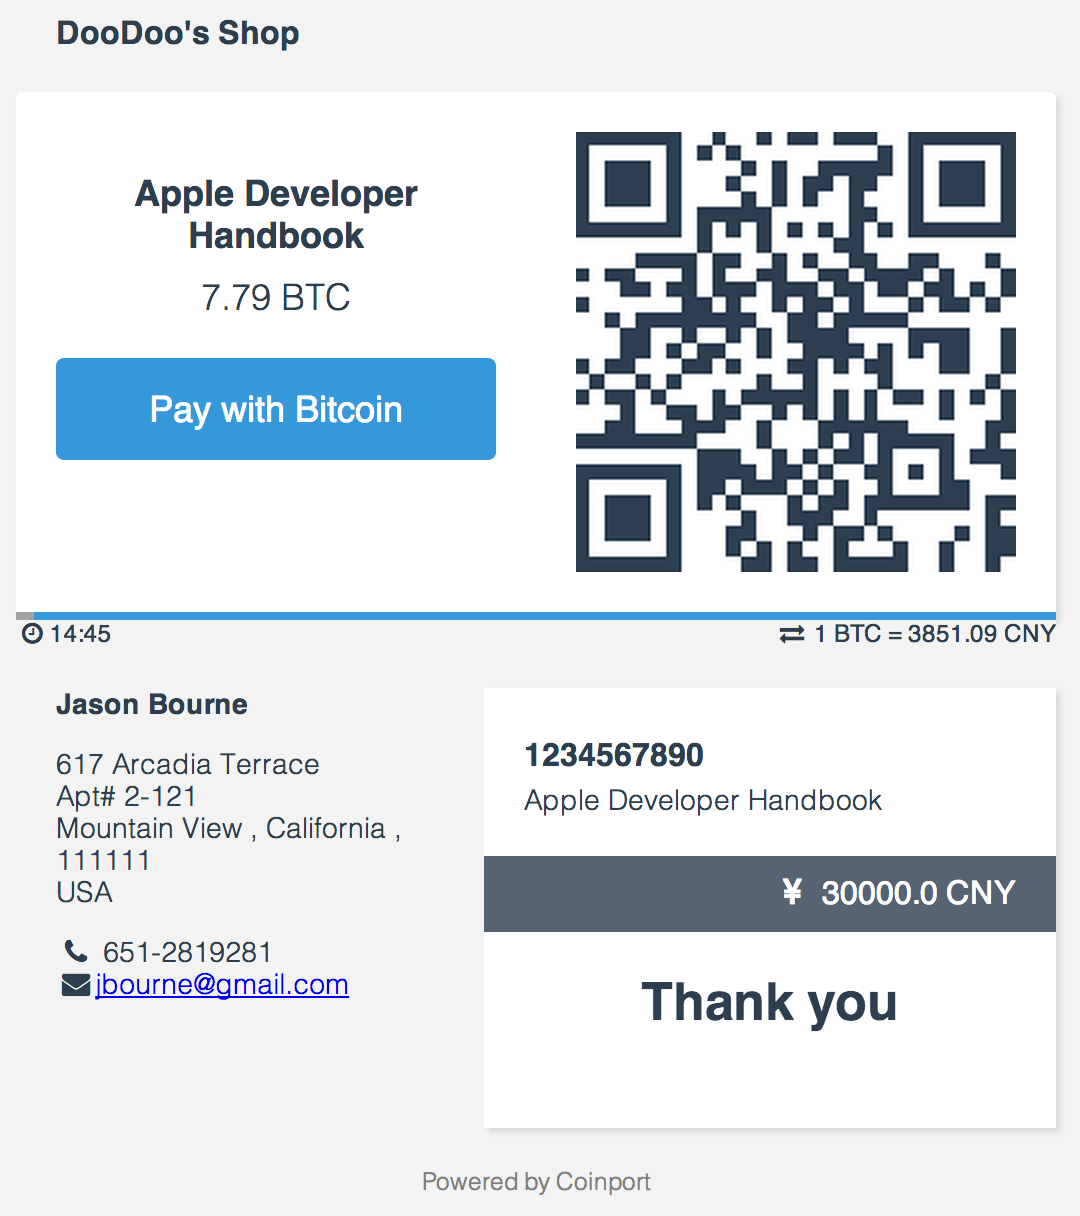 DooDoo's Shop
Apple Developer
Handbook
7.79 BTC
Pay with Bitcoin
14:45
1 BTC = 3851.09 CNY
Jason Bourne
617 Arcadia Terrace
Apt# 2-121
Mountain View , California ,
111111
USA
651-2819281
jbourne@gmail.com
1234567890
Apple Developer Handbook
¥ 30000.0 CNY
Thank you
Powered by Coinport